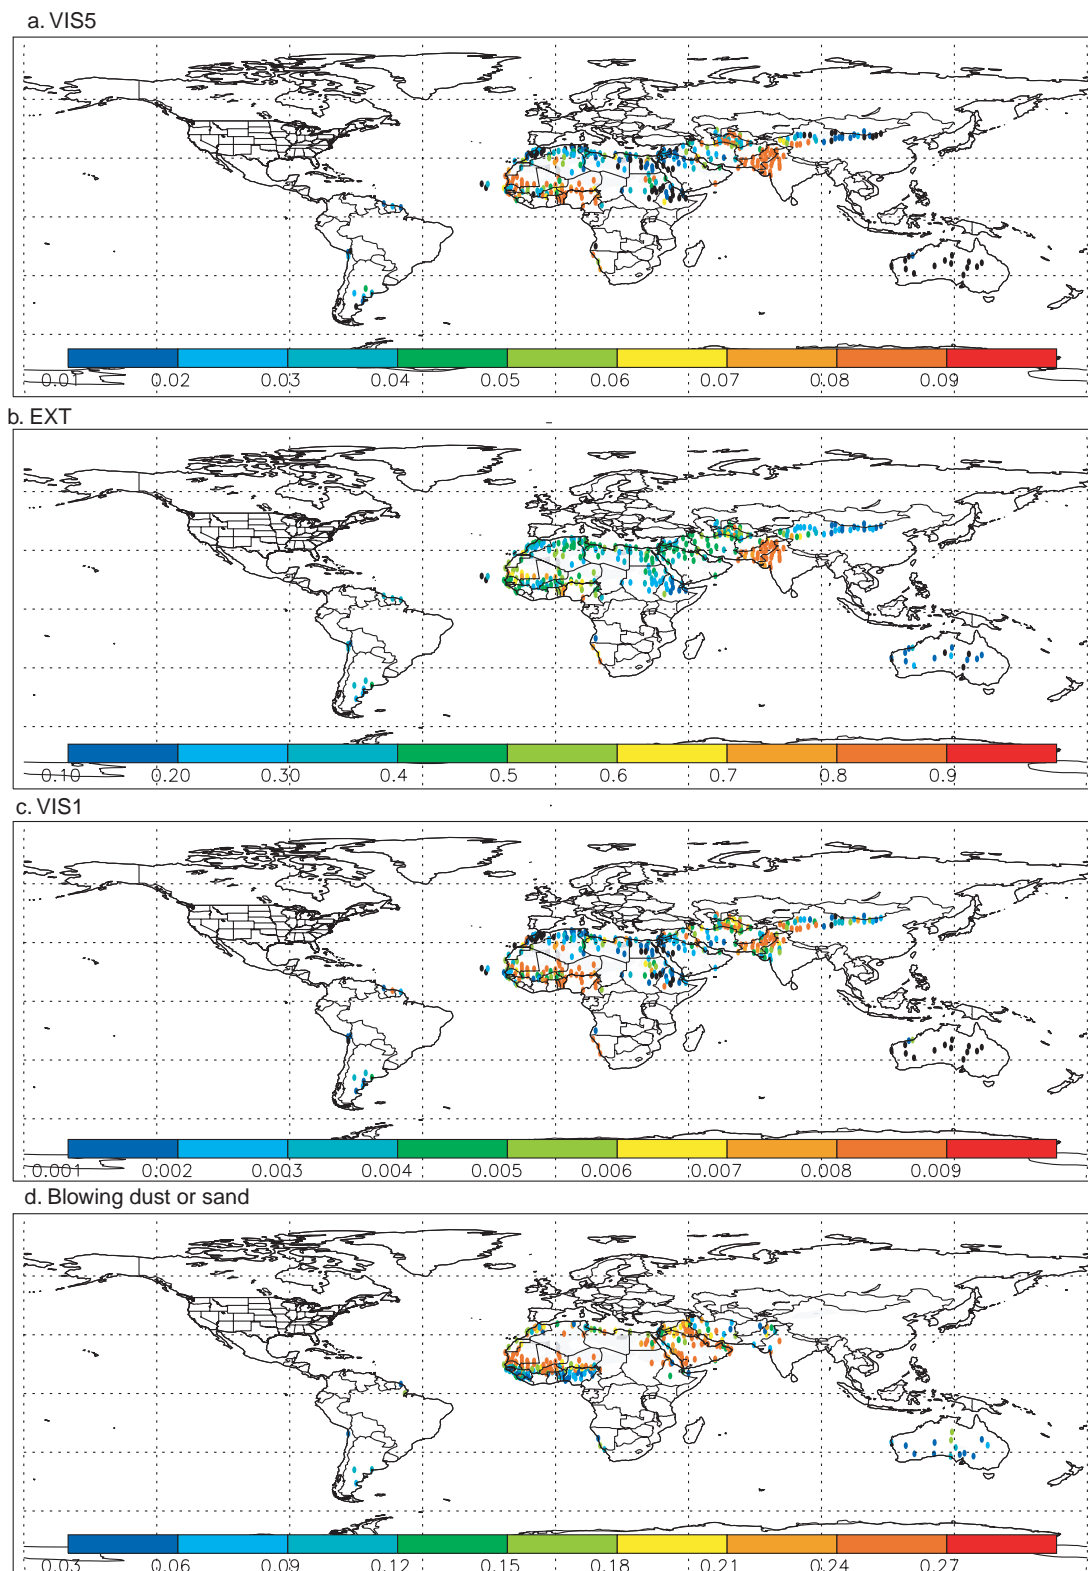 a. VIS5
0.01 0.02 0.03 0.04 0.05 0.06 0.07 0.08 0.09
b. EXT
0.10 0.20 0.30 0.4 0.5 0.6 0.7 0.8 0.9
c. VIS1
0.001 0.002 0.003 0.004 0.005 0.006 0.007 0.008 0.009
d. Blowing dust or sand
0.03 0.06 0.09 0.12 0.15 0.18 0.21 0.24 0.27